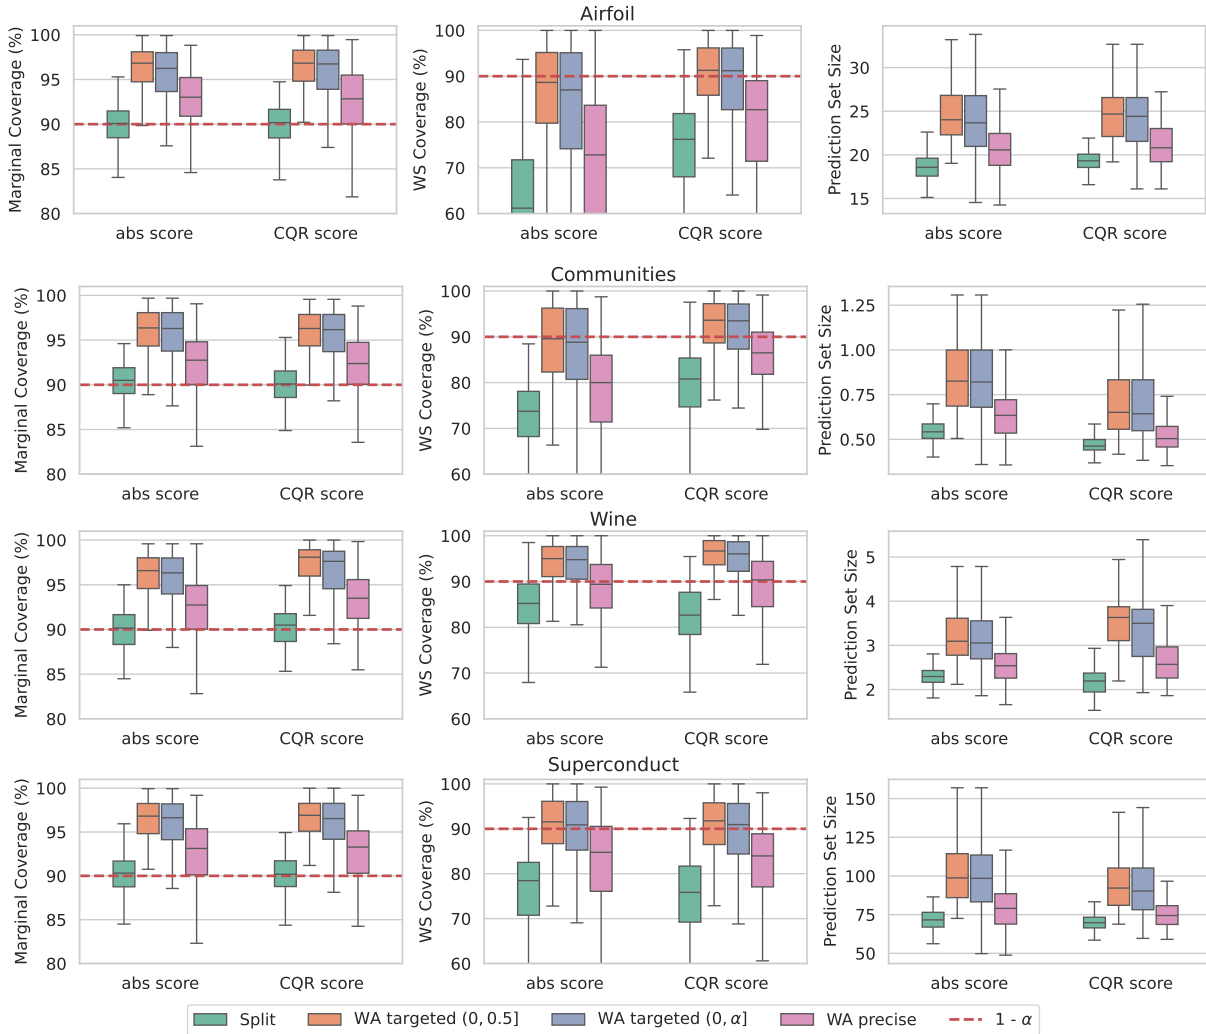 Airfoil
Marginal Coverage (%)
100
95
90
85
80
abs score
CQR score
WS Coverage (%)
100
90
80
70
60
abs score
CQR score
Prediction Set Size
30
25
20
15
abs score
CQR score
Communities
Marginal Coverage (%)
100
95
90
85
80
abs score
CQR score
WS Coverage (%)
100
90
80
70
60
abs score
CQR score
Prediction Set Size
1.25
1.00
0.75
0.50
abs score
CQR score
Wine
Marginal Coverage (%)
100
95
90
85
80
abs score
CQR score
WS Coverage (%)
100
90
80
70
60
abs score
CQR score
Prediction Set Size
5
4
3
2
abs score
CQR score
Superconduct
Marginal Coverage (%)
100
95
90
85
80
abs score
CQR score
WS Coverage (%)
100
90
80
70
60
abs score
CQR score
Prediction Set Size
150
125
100
75
50
abs score
CQR score
Split
WA targeted (0, 0.5]
WA targeted (0, α]
WA precise
1 - α